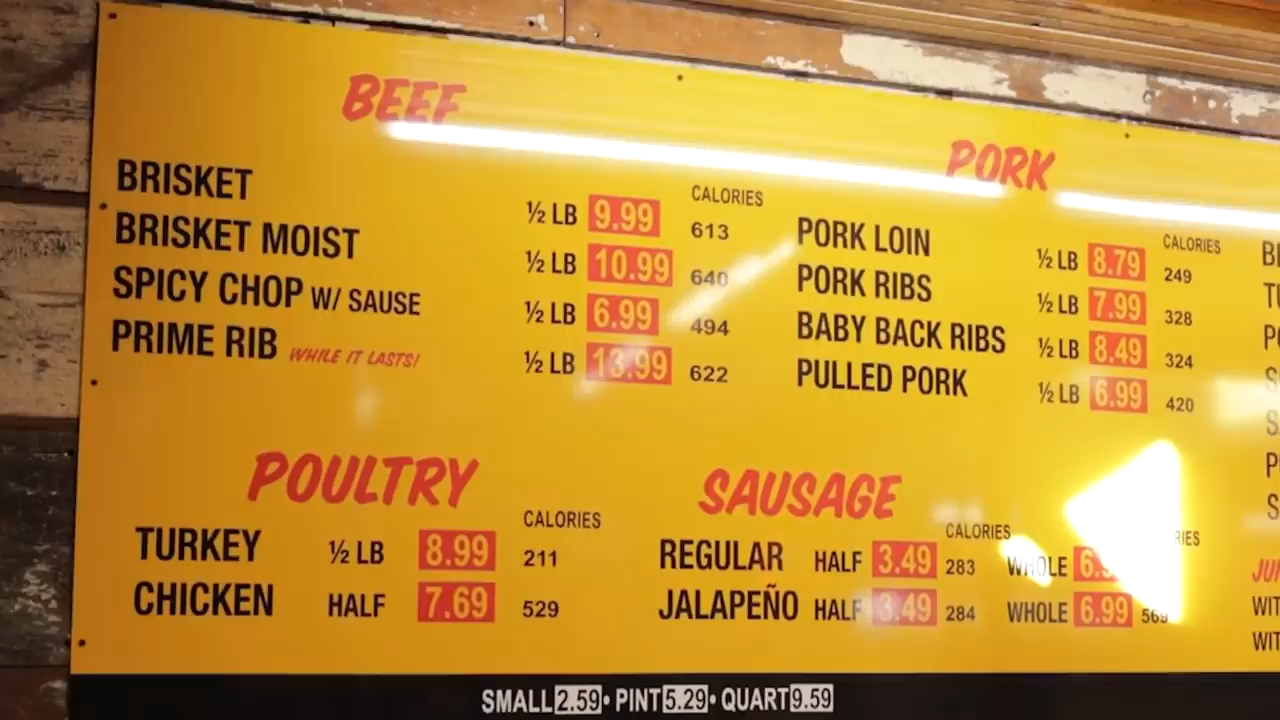 BEEF
CALORIES
BRISKET ½ LB 9.99 613
BRISKET MOIST ½ LB 10.99 640
SPICY CHOP W/ SAUSE ½ LB 6.99 494
PRIME RIB WHILE IT LASTS! ½ LB 13.99 622
PORK
CALORIES
PORK LOIN ½ LB 8.79 249
PORK RIBS ½ LB 7.99 328
BABY BACK RIBS ½ LB 8.49 324
PULLED PORK ½ LB 6.99 420
POULTRY
CALORIES
TURKEY ½ LB 8.99 211
CHICKEN HALF 7.69 529
SAUSAGE
CALORIES
REGULAR HALF 3.49 283 WHOLE
JALAPEÑO HALF 3.49 284 WHOLE 6.99 569
SMALL 2.59 • PINT 5.29 • QUART 9.59